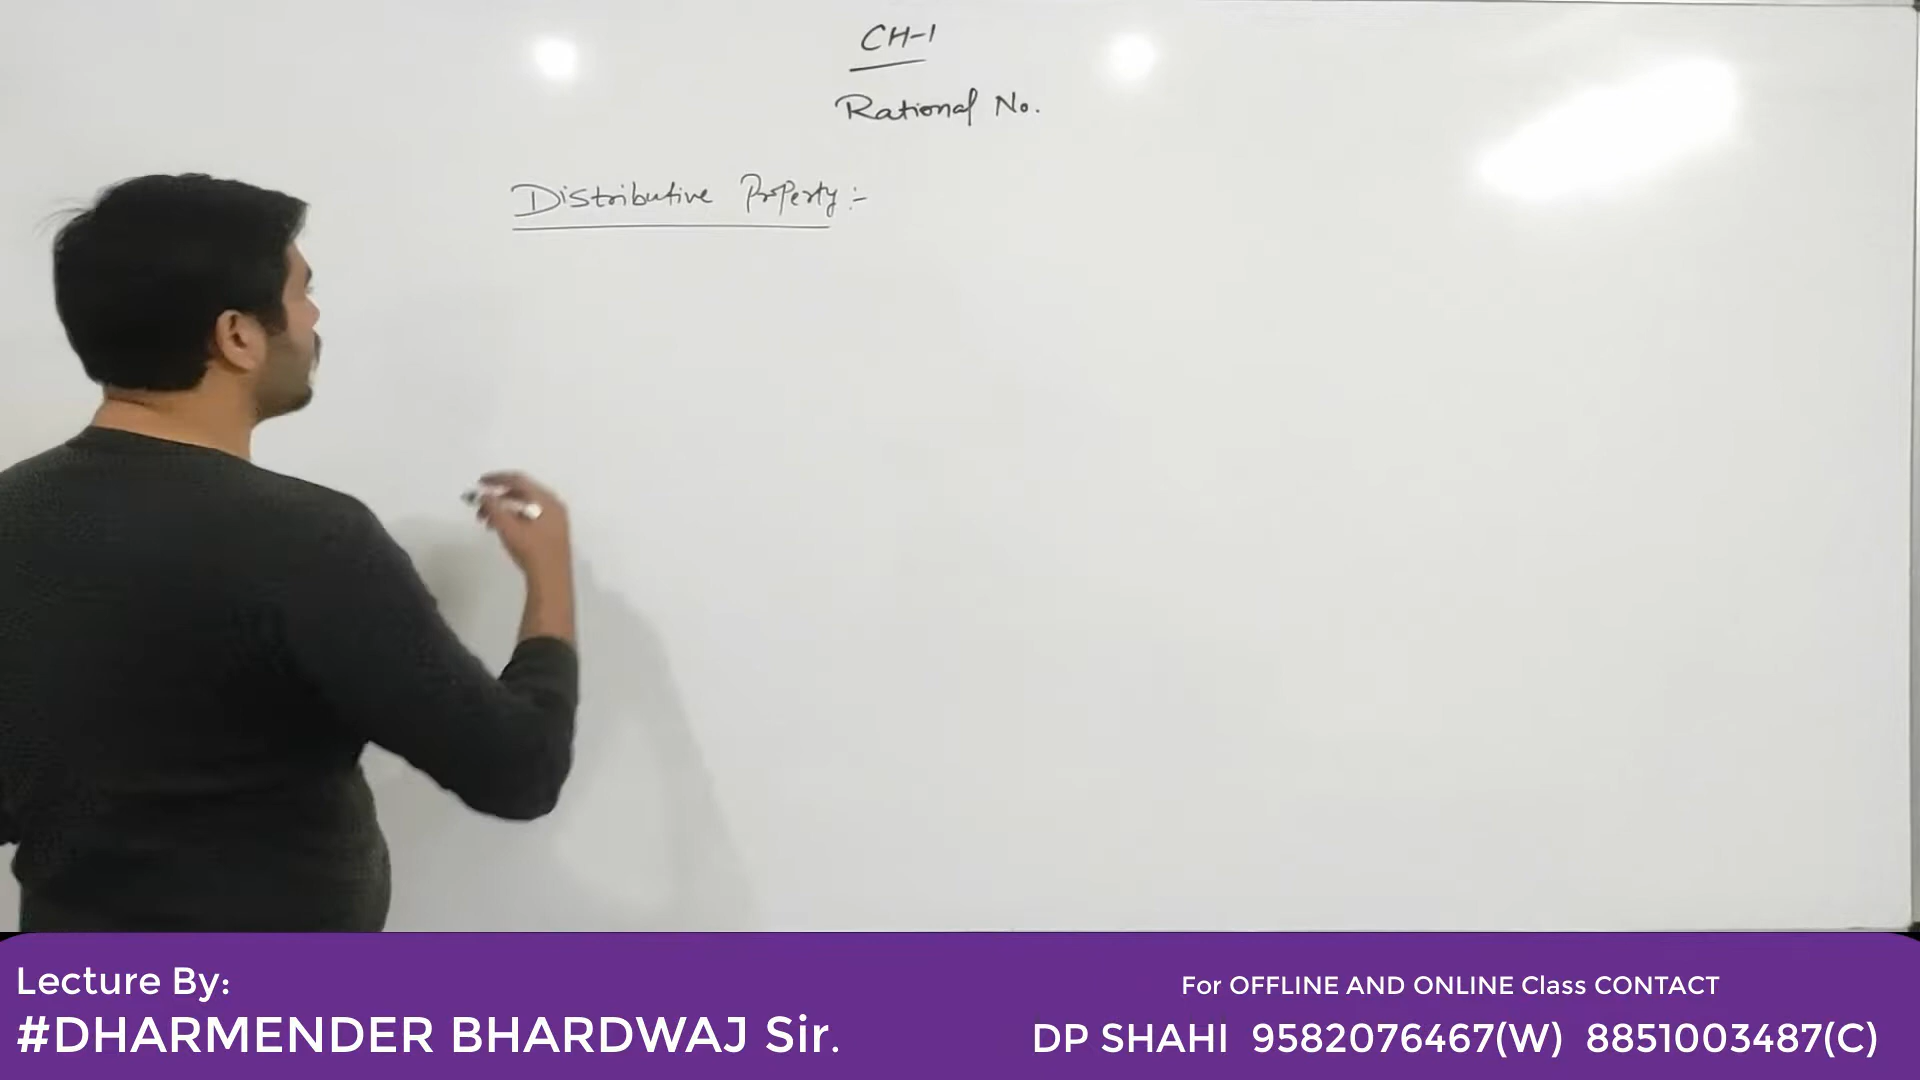 CH-1
Rational No.
Distributive Property :-
Lecture By:
#DHARMENDER BHARDWAJ Sir.
For OFFLINE AND ONLINE Class CONTACT
DP SHAHI 9582076467(W) 8851003487(C)